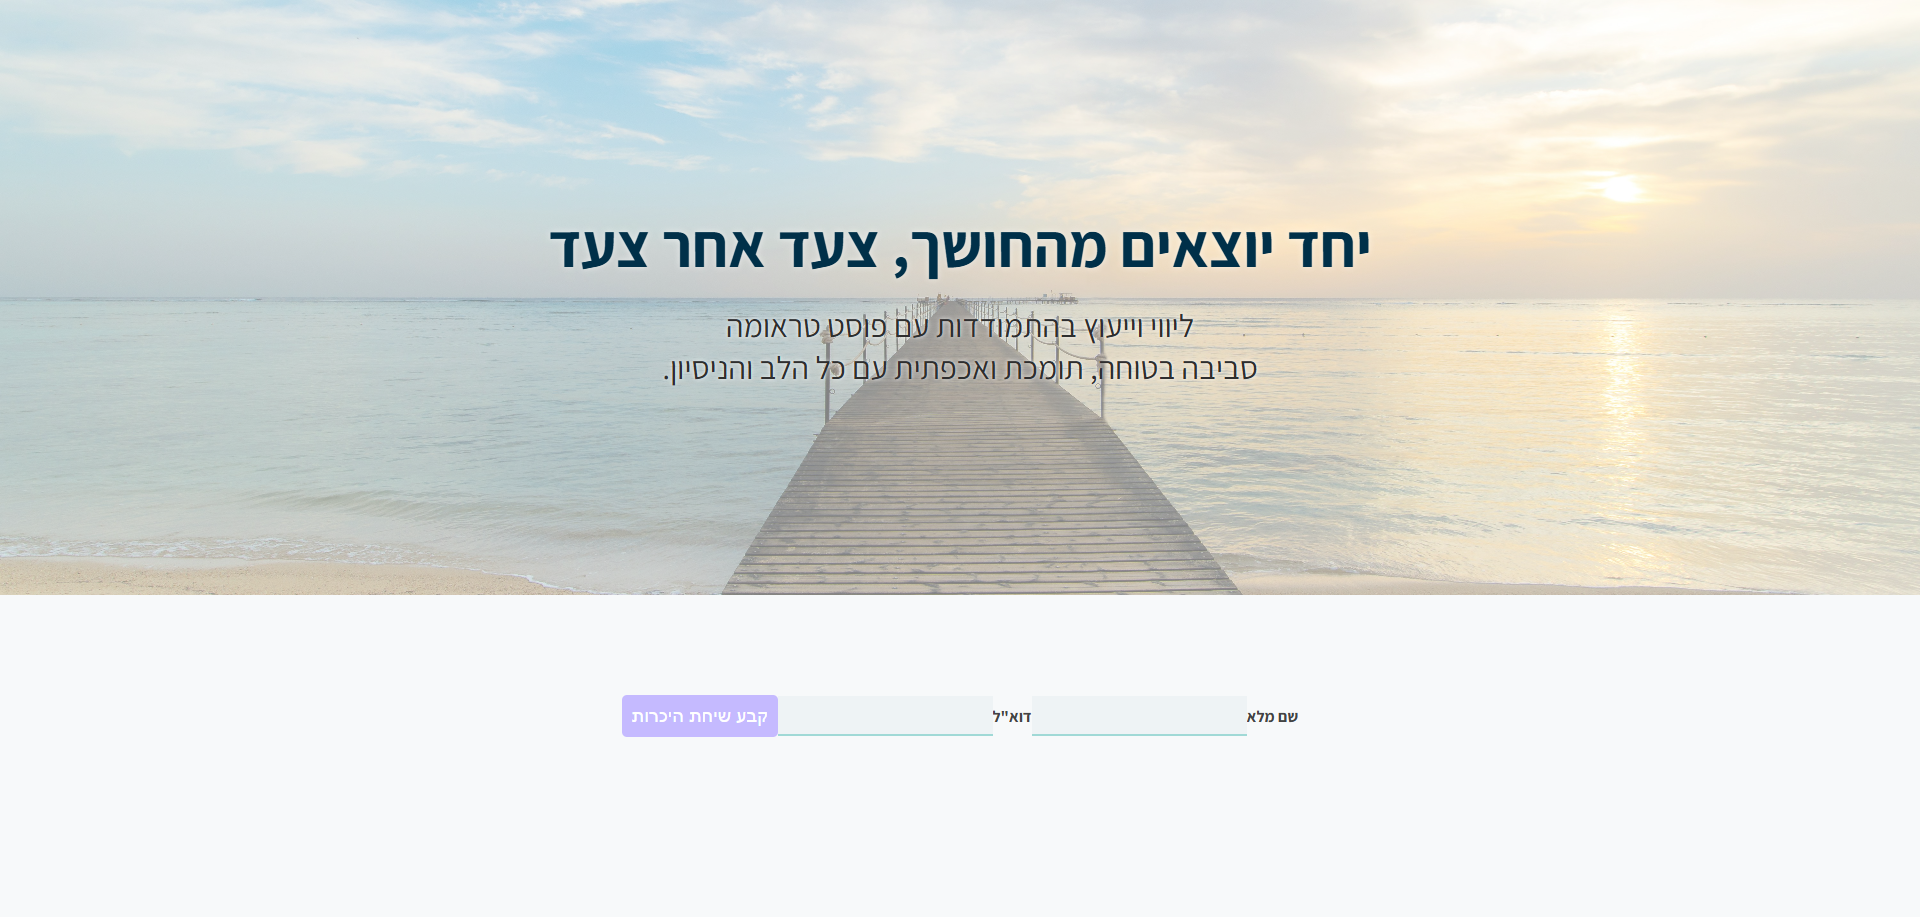 יחד יוצאים מהחושך, צעד אחר צעד
ליווי וייעוץ בהתמודדות עם פוסט טראומה
סביבה בטוחה, תומכת ואכפתית עם כל הלב והניסיון.
שם מלא דוא"ל קבע שיחת היכרות